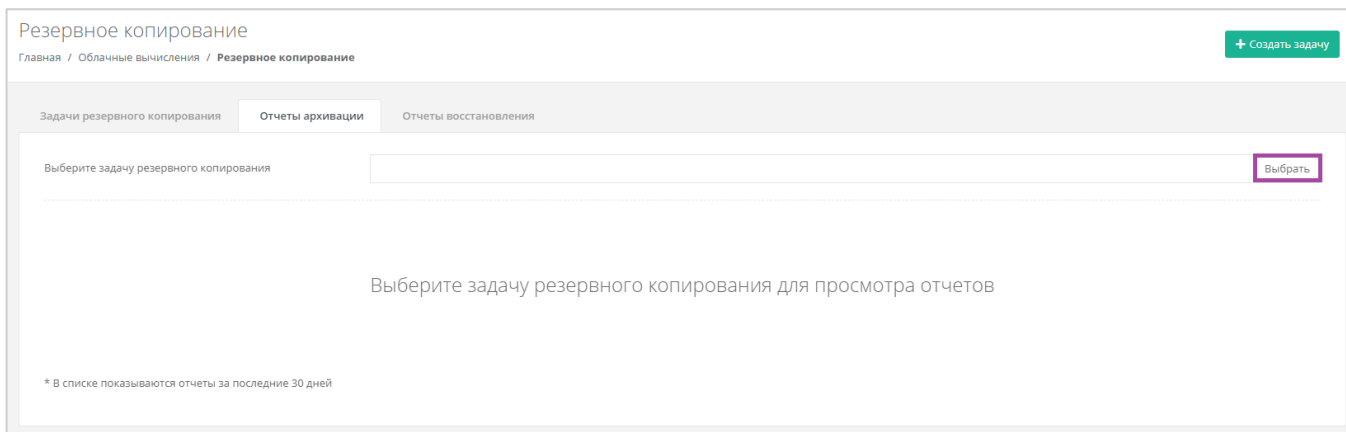 Резервное копирование
+ Создать задачу
Главная / Облачные вычисления / Резервное копирование
Задачи резервного копирования Отчеты архивации Отчеты восстановления
Выберите задачу резервного копирования Выбрать
Выберите задачу резервного копирования для просмотра отчетов
* В списке показываются отчеты за последние 30 дней